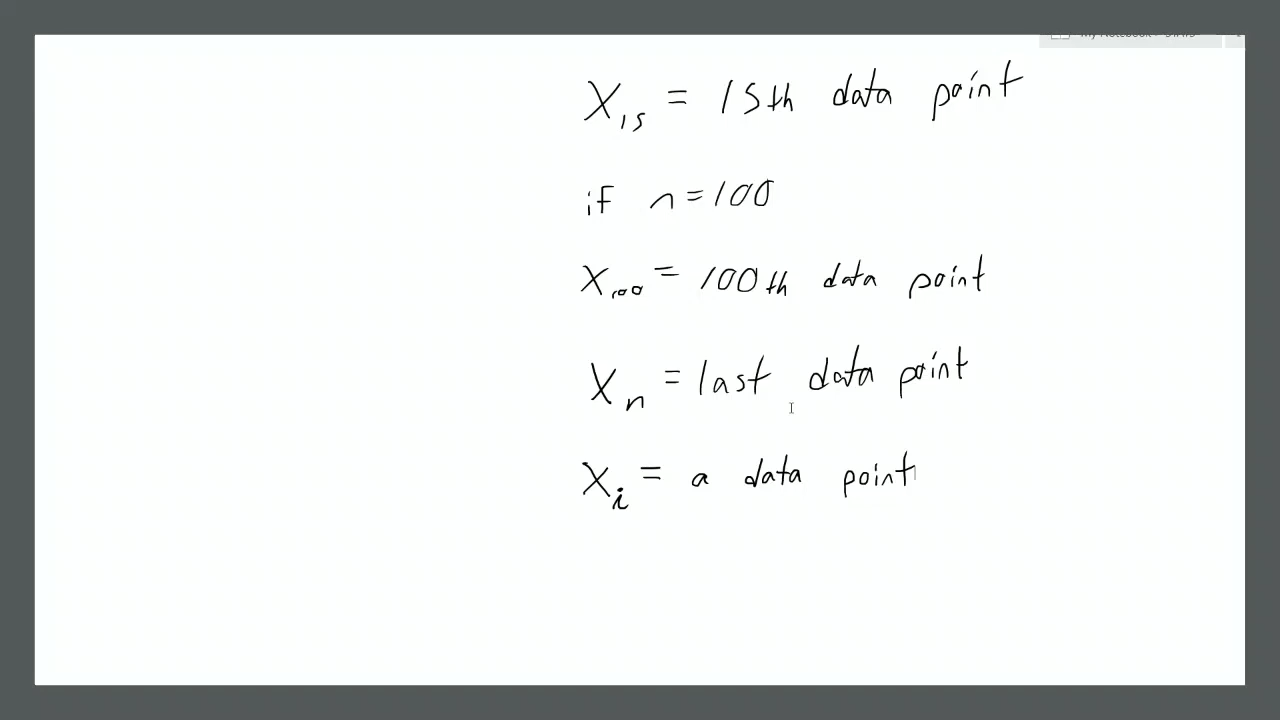 X₁₅ = 15th data point
if n=100
X₁₀₀ = 100th data point
Xₙ = last data point
Xᵢ = a data point